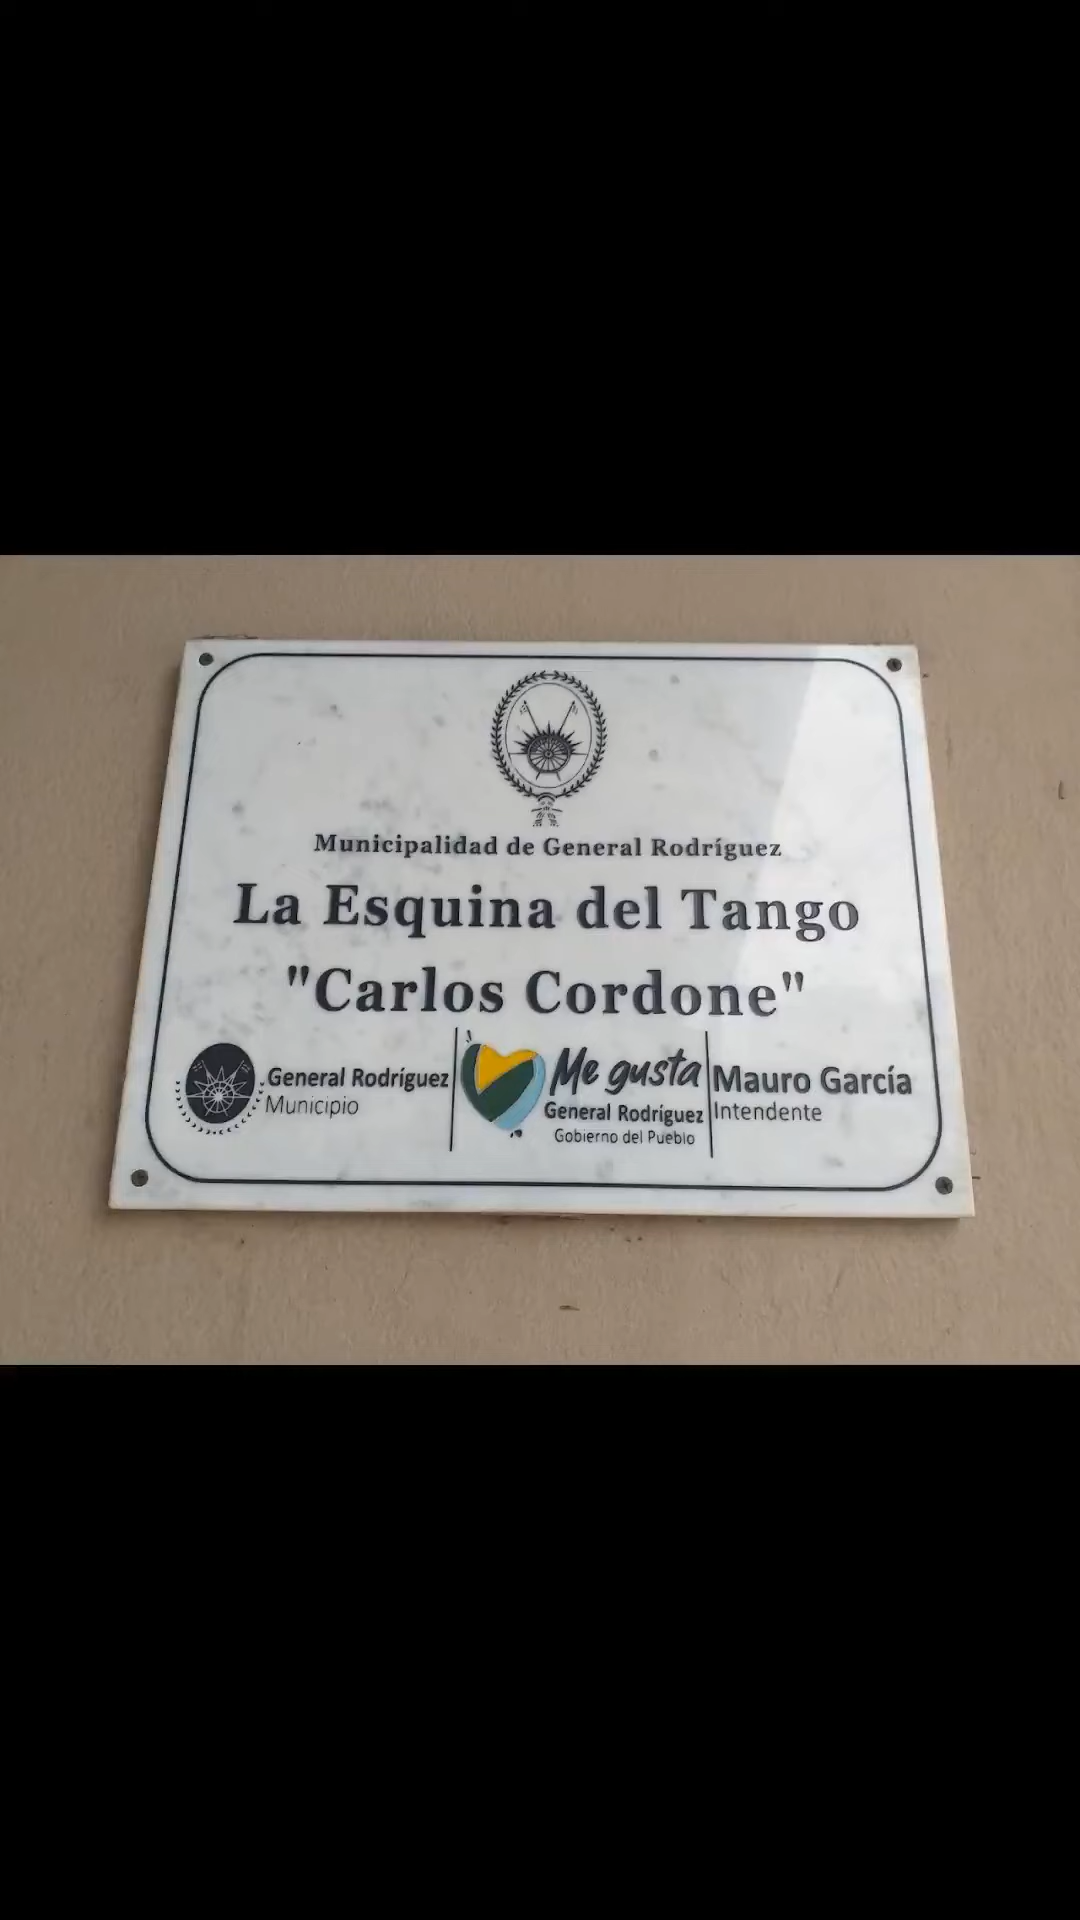 Municipalidad de General Rodríguez
La Esquina del Tango
"Carlos Cordone"
General Rodríguez
Municipio
Me gusta
General Rodríguez
Gobierno del Pueblo
Mauro García
Intendente